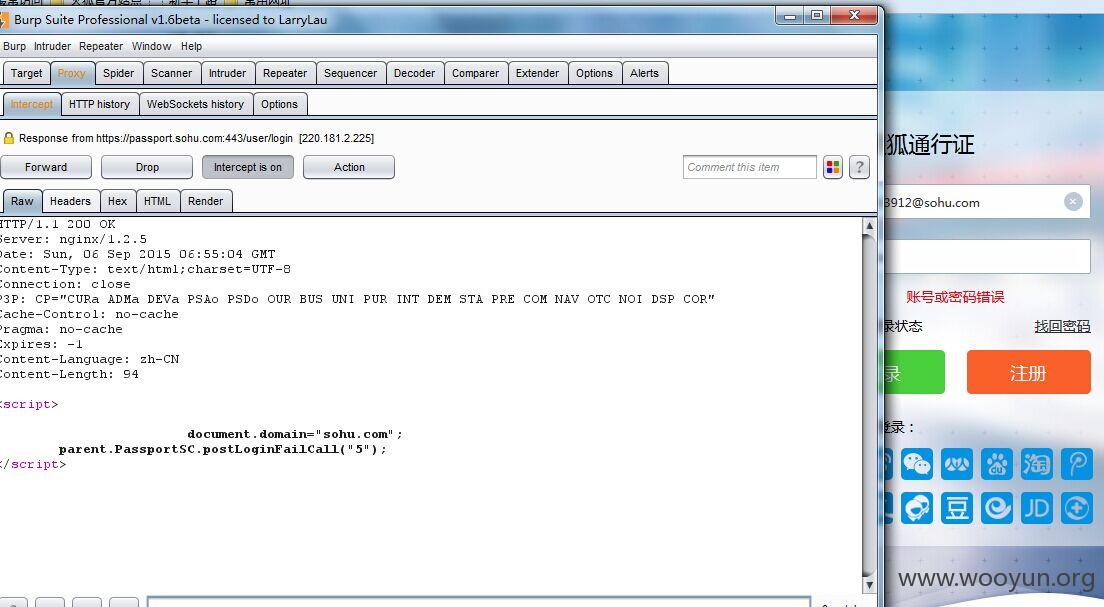 Burp Suite Professional v1.6beta - licensed to LarryLau
Burp Intruder Repeater Window Help
Target Proxy Spider Scanner Intruder Repeater Sequencer Decoder Comparer Extender Options Alerts
Intercept HTTP history WebSockets history Options
Response from https://passport.sohu.com:443/user/login [220.181.2.225]
Forward Drop Intercept is on Action Comment this item ?
Raw Headers Hex HTML Render
HTTP/1.1 200 OK
Server: nginx/1.2.5
Date: Sun, 06 Sep 2015 06:55:04 GMT
Content-Type: text/html;charset=UTF-8
Connection: close
P3P: CP="CURa ADMa DEVa PSAo PSDo OUR BUS UNI PUR INT DEM STA PRE COM NAV OTC NOI DSP COR"
Cache-Control: no-cache
Pragma: no-cache
Expires: -1
Content-Language: zh-CN
Content-Length: 94
<script>
document.domain="sohu.com";
parent.PassportSC.postLoginFailCall("5");
</script>
狐通行证
3912@sohu.com
账号或密码错误
录状态 找回密码
录 注册
登录：
du 淘
豆 JD
www.wooyun.org